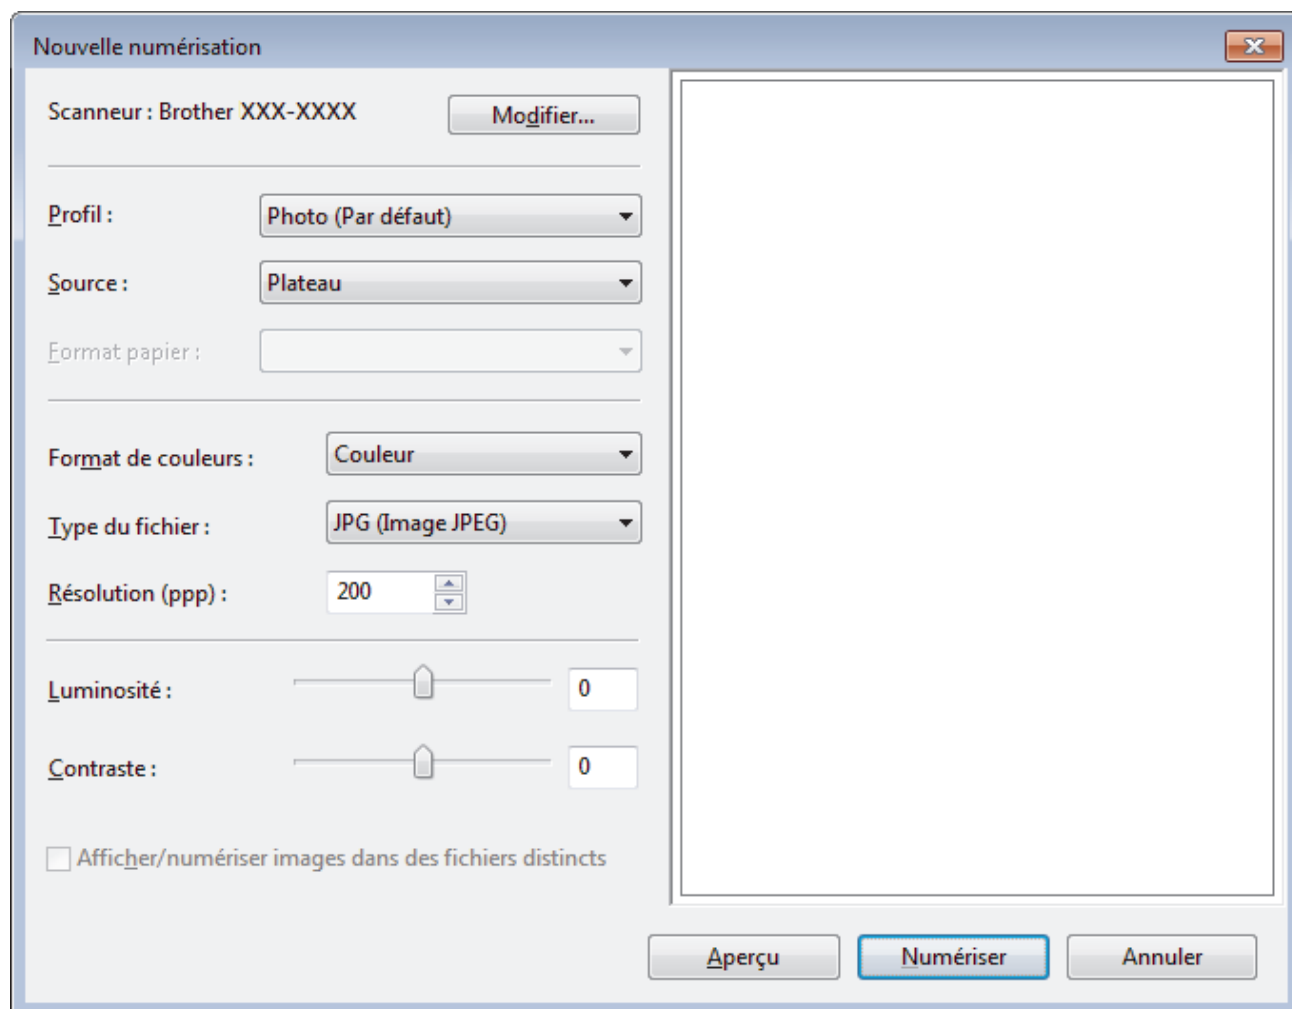 Nouvelle numérisation
Scanneur : Brother XXX-XXXX
Modifier...
Profil :
Photo (Par défaut)
Source :
Plateau
Format papier :
Format de couleurs :
Couleur
Type du fichier :
JPG (Image JPEG)
Résolution (ppp) :
200
Luminosité :
0
Contraste :
0
Afficher/numériser images dans des fichiers distincts
Aperçu
Numériser
Annuler